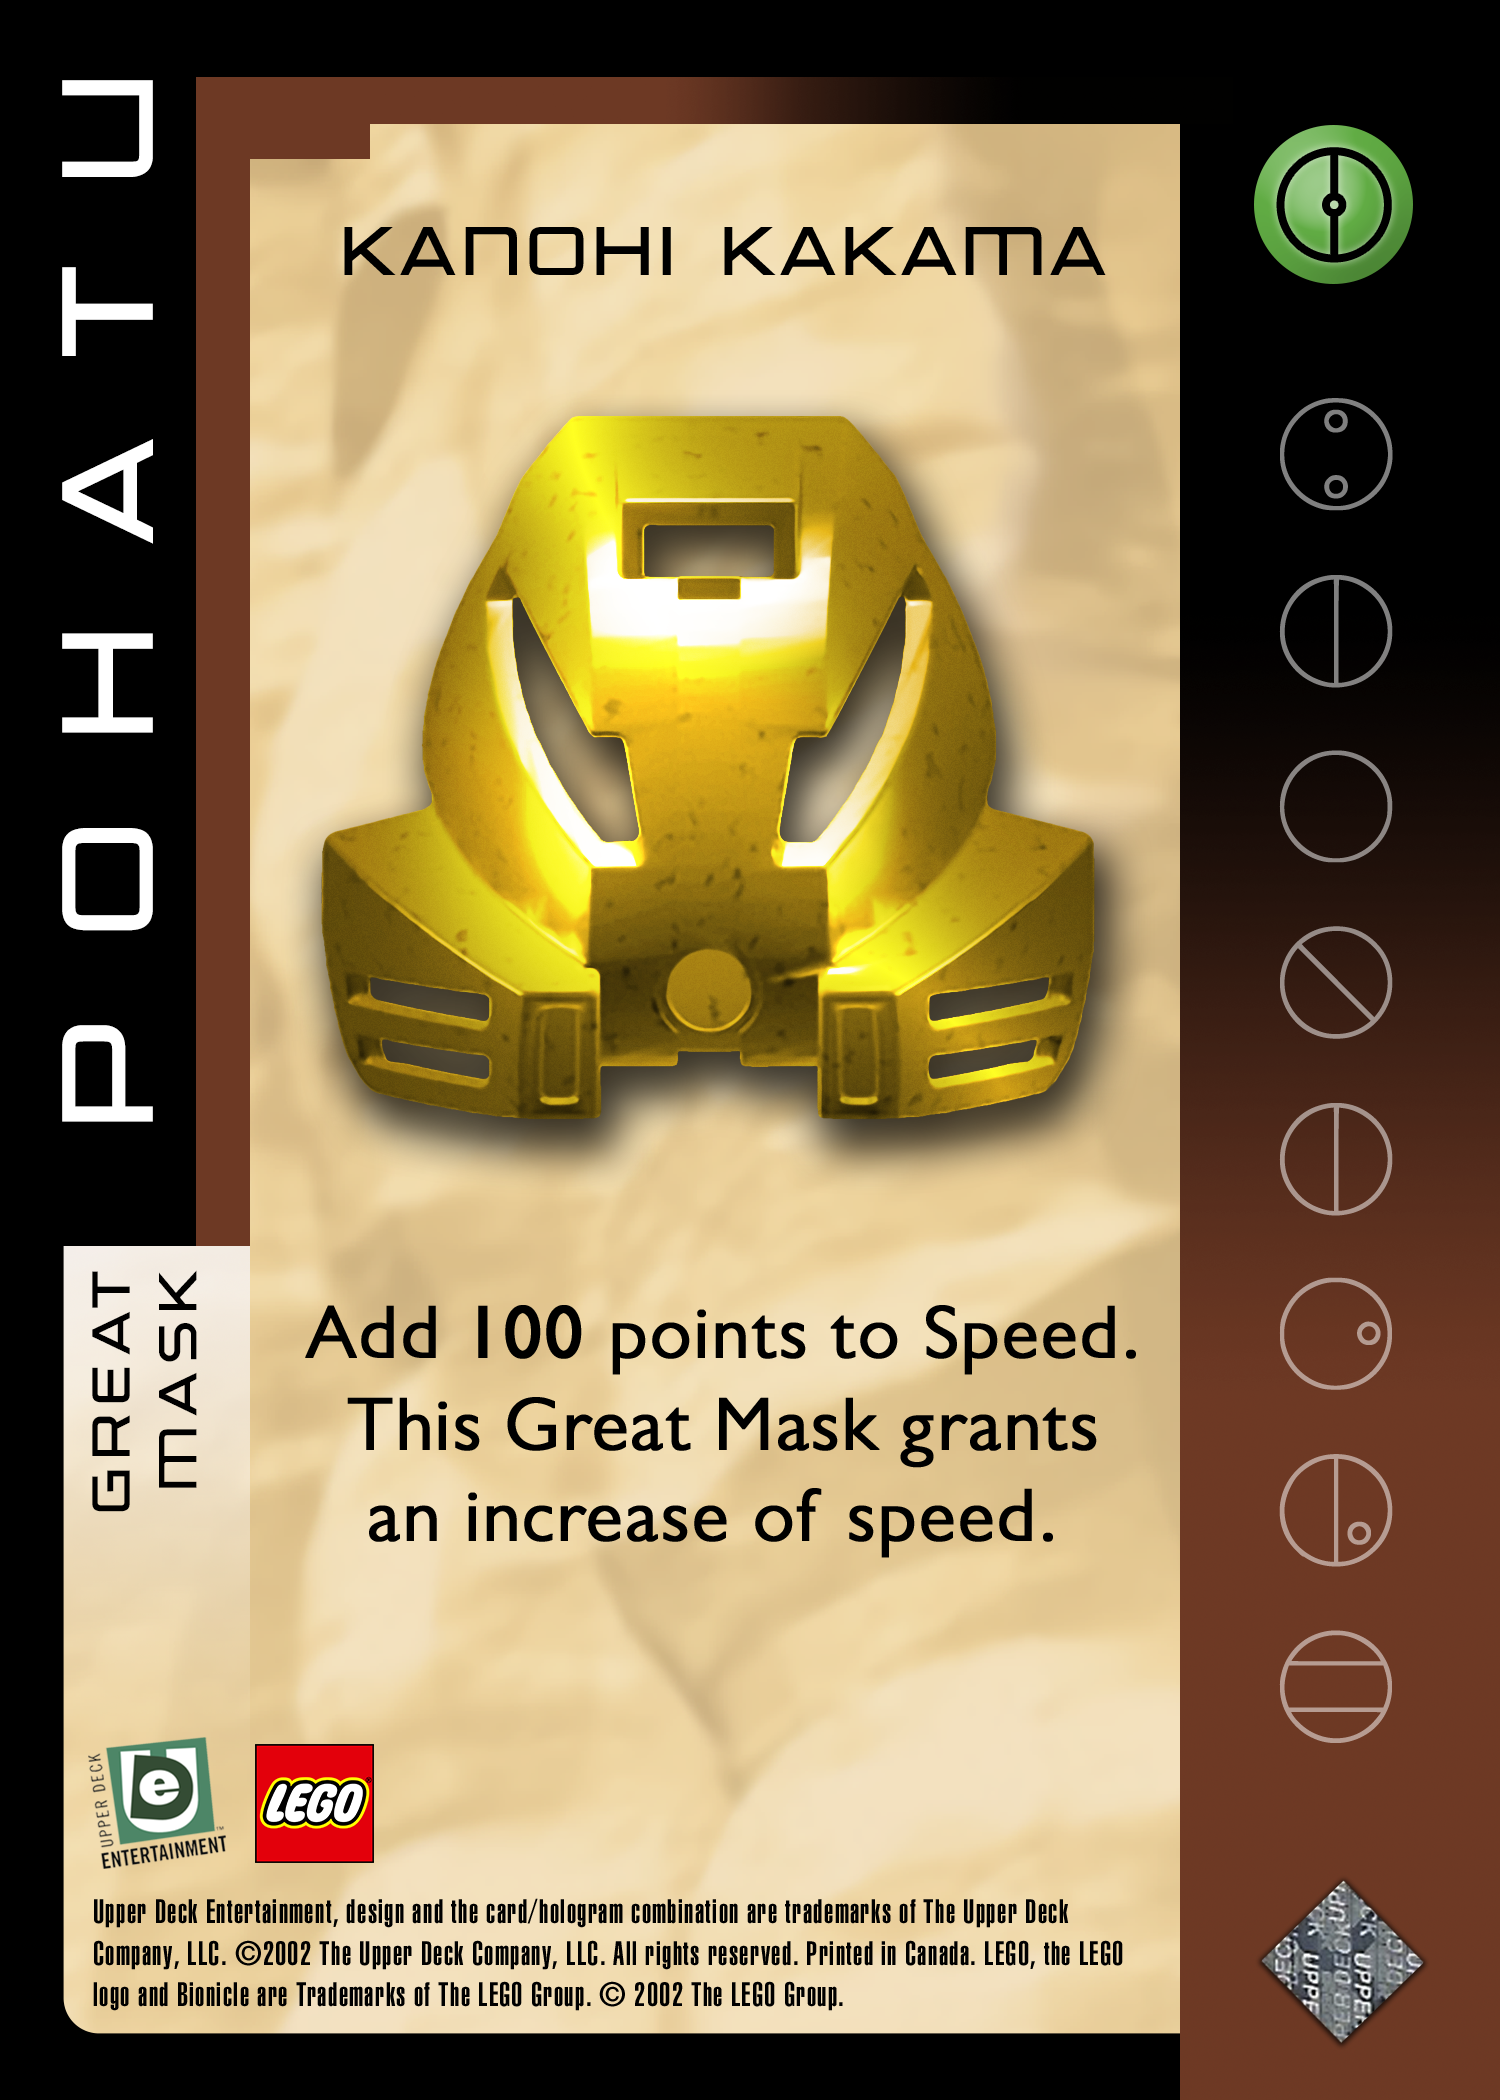 POHATU
KANOHI KAKAMA
GREAT
MASK
Add 100 points to Speed.
This Great Mask grants
an increase of speed.
UPPER DECK
Ue
™
ENTERTAINMENT
LEGO
Upper Deck Entertainment, design and the card/hologram combination are trademarks of The Upper Deck
Company, LLC. ©2002 The Upper Deck Company, LLC. All rights reserved. Printed in Canada. LEGO, the LEGO
logo and Bionicle are Trademarks of The LEGO Group. © 2002 The LEGO Group.